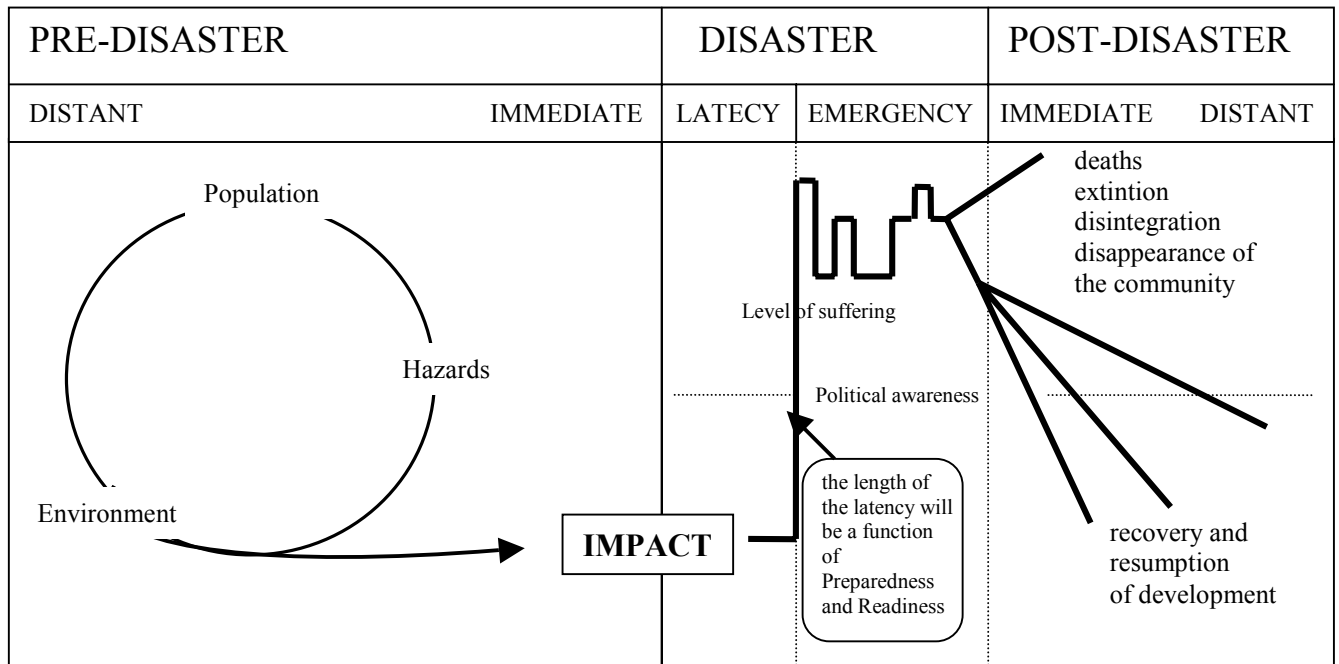 PRE-DISASTER
DISASTER
POST-DISASTER
DISTANT
IMMEDIATE
LATECY
EMERGENCY
IMMEDIATE
DISTANT
Population
Hazards
Environment
IMPACT
Level of suffering
Political awareness
the length of
the latency will
be a function
of
Preparedness
and Readiness
deaths
extintion
disintegration
disappearance of
the community
recovery and
resumption
of development